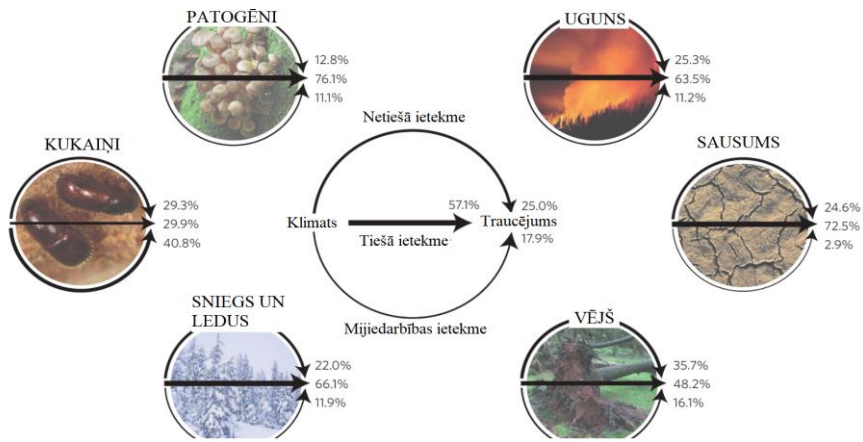 PATOGĒNI
12.8%
76.1%
11.1%
UGUNS
25.3%
63.5%
11.2%
KUKAIŅI
29.3%
29.9%
40.8%
Netiešā ietekme
Klimats
57.1%
25.0%
Traucējums
Tiešā ietekme
17.9%
Mijiedarbības ietekme
SAUSUMS
24.6%
72.5%
2.9%
SNIEGS UN
LEDUS
22.0%
66.1%
11.9%
VĒJŠ
35.7%
48.2%
16.1%